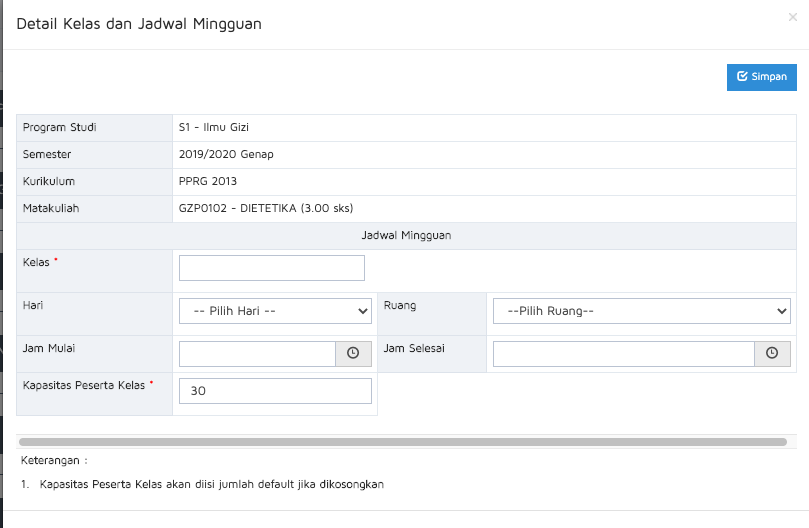 Detail Kelas dan Jadwal Mingguan
×
Simpan
Program Studi S1 - Ilmu Gizi
Semester 2019/2020 Genap
Kurikulum PPRG 2013
Matakuliah GZP0102 - DIETETIKA (3.00 sks)
Jadwal Mingguan
Kelas *
Hari -- Pilih Hari -- Ruang --Pilih Ruang--
Jam Mulai Jam Selesai
Kapasitas Peserta Kelas * 30
Keterangan :
1. Kapasitas Peserta Kelas akan diisi jumlah default jika dikosongkan